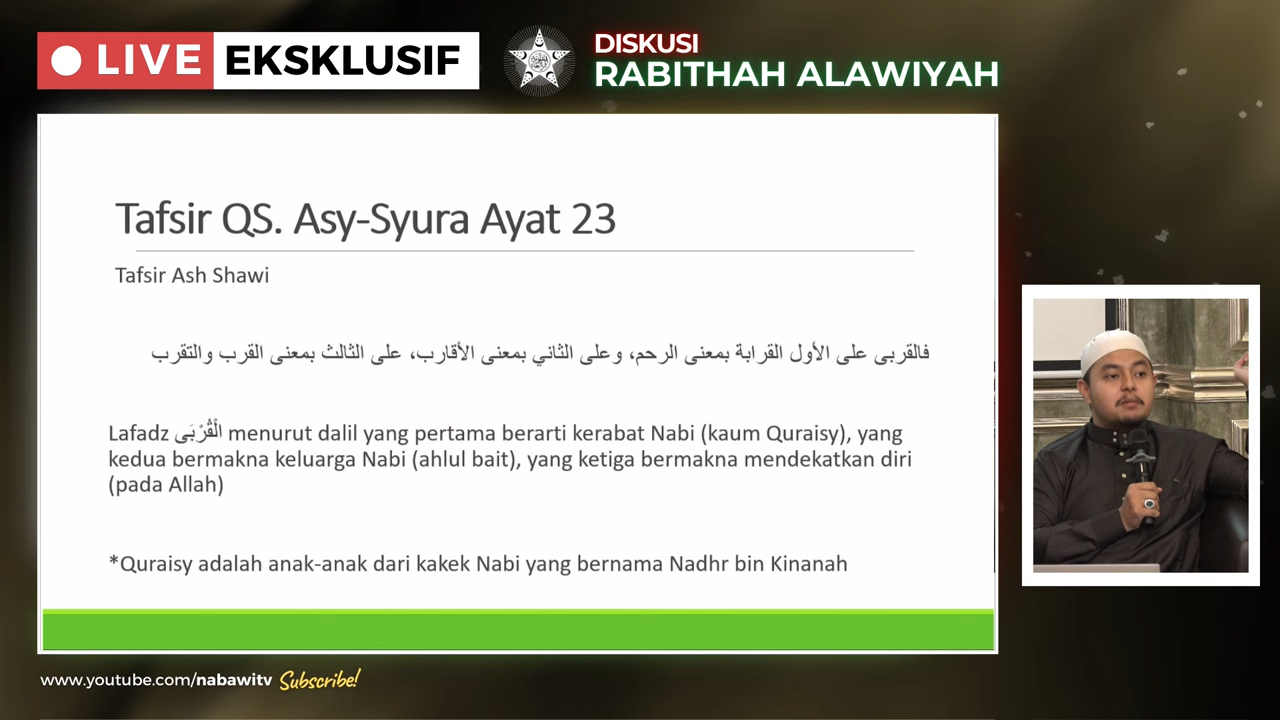 LIVE EKSKLUSIF
DISKUSI
RABITHAH ALAWIYAH
Tafsir QS. Asy-Syura Ayat 23
Tafsir Ash Shawi
فالقربى على الأول القرابة بمعنى الرحم، وعلى الثاني بمعنى الأقارب، على الثالث بمعنى القرب والتقرب
Lafadz الْقُرْبَى menurut dalil yang pertama berarti kerabat Nabi (kaum Quraisy), yang
kedua bermakna keluarga Nabi (ahlul bait), yang ketiga bermakna mendekatkan diri
(pada Allah)
*Quraisy adalah anak-anak dari kakek Nabi yang bernama Nadhr bin Kinanah
www.youtube.com/nabawitv Subscribe!